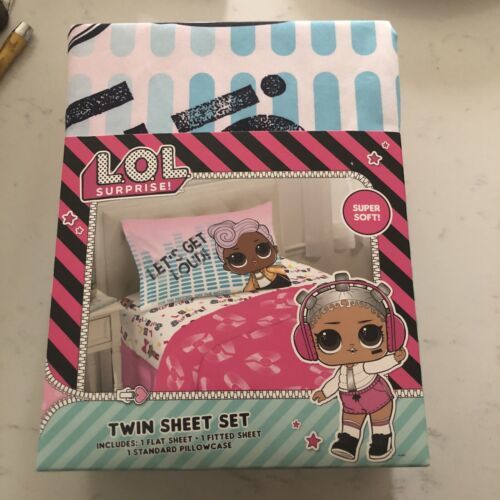 L.O.L.
SURPRISE!
SUPER
SOFT!
LET'S GET
LOUD!
TWIN SHEET SET
INCLUDES: 1 FLAT SHEET • 1 FITTED SHEET
1 STANDARD PILLOWCASE